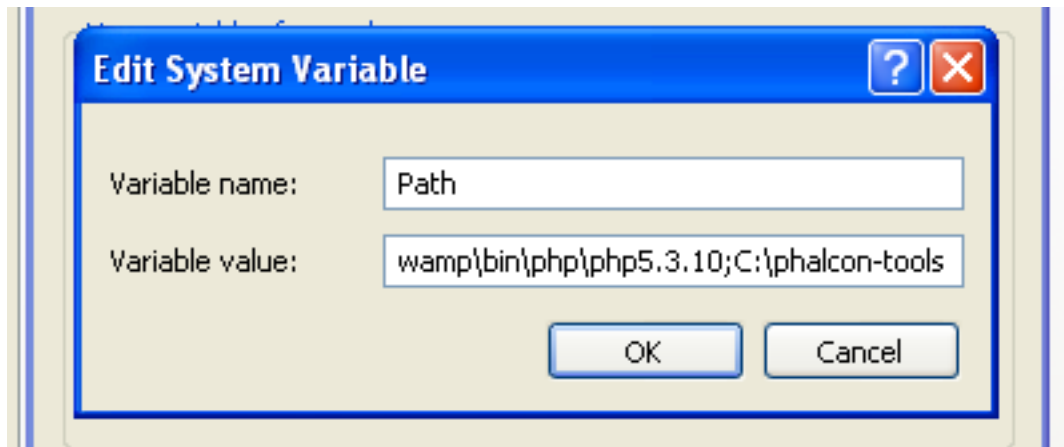 Edit System Variable
Variable name: Path
Variable value: wamp\bin\php\php5.3.10;C:\phalcon-tools
OK Cancel